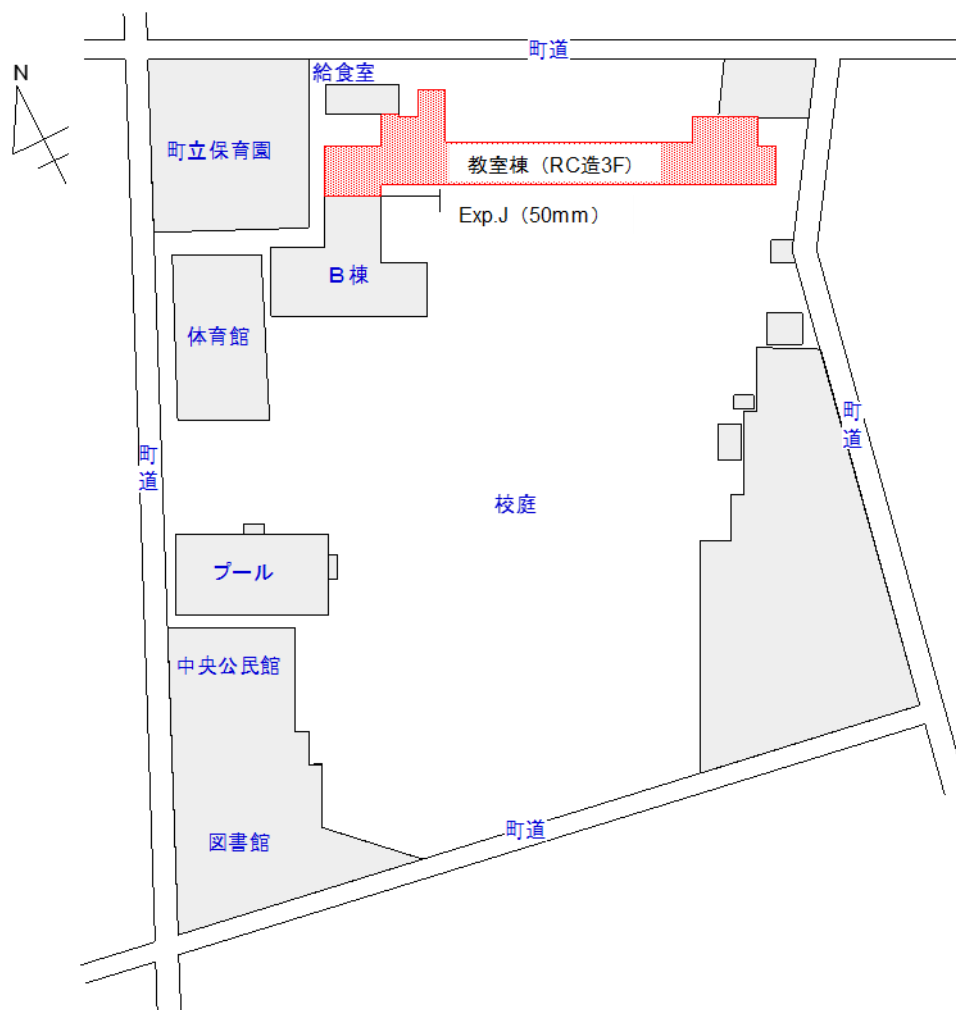 N
町道
給食室
町立保育園
教室棟（RC造3F）
Exp.J（50mm）
B棟
体育館
町道
町道
校庭
プール
中央公民館
町道
図書館